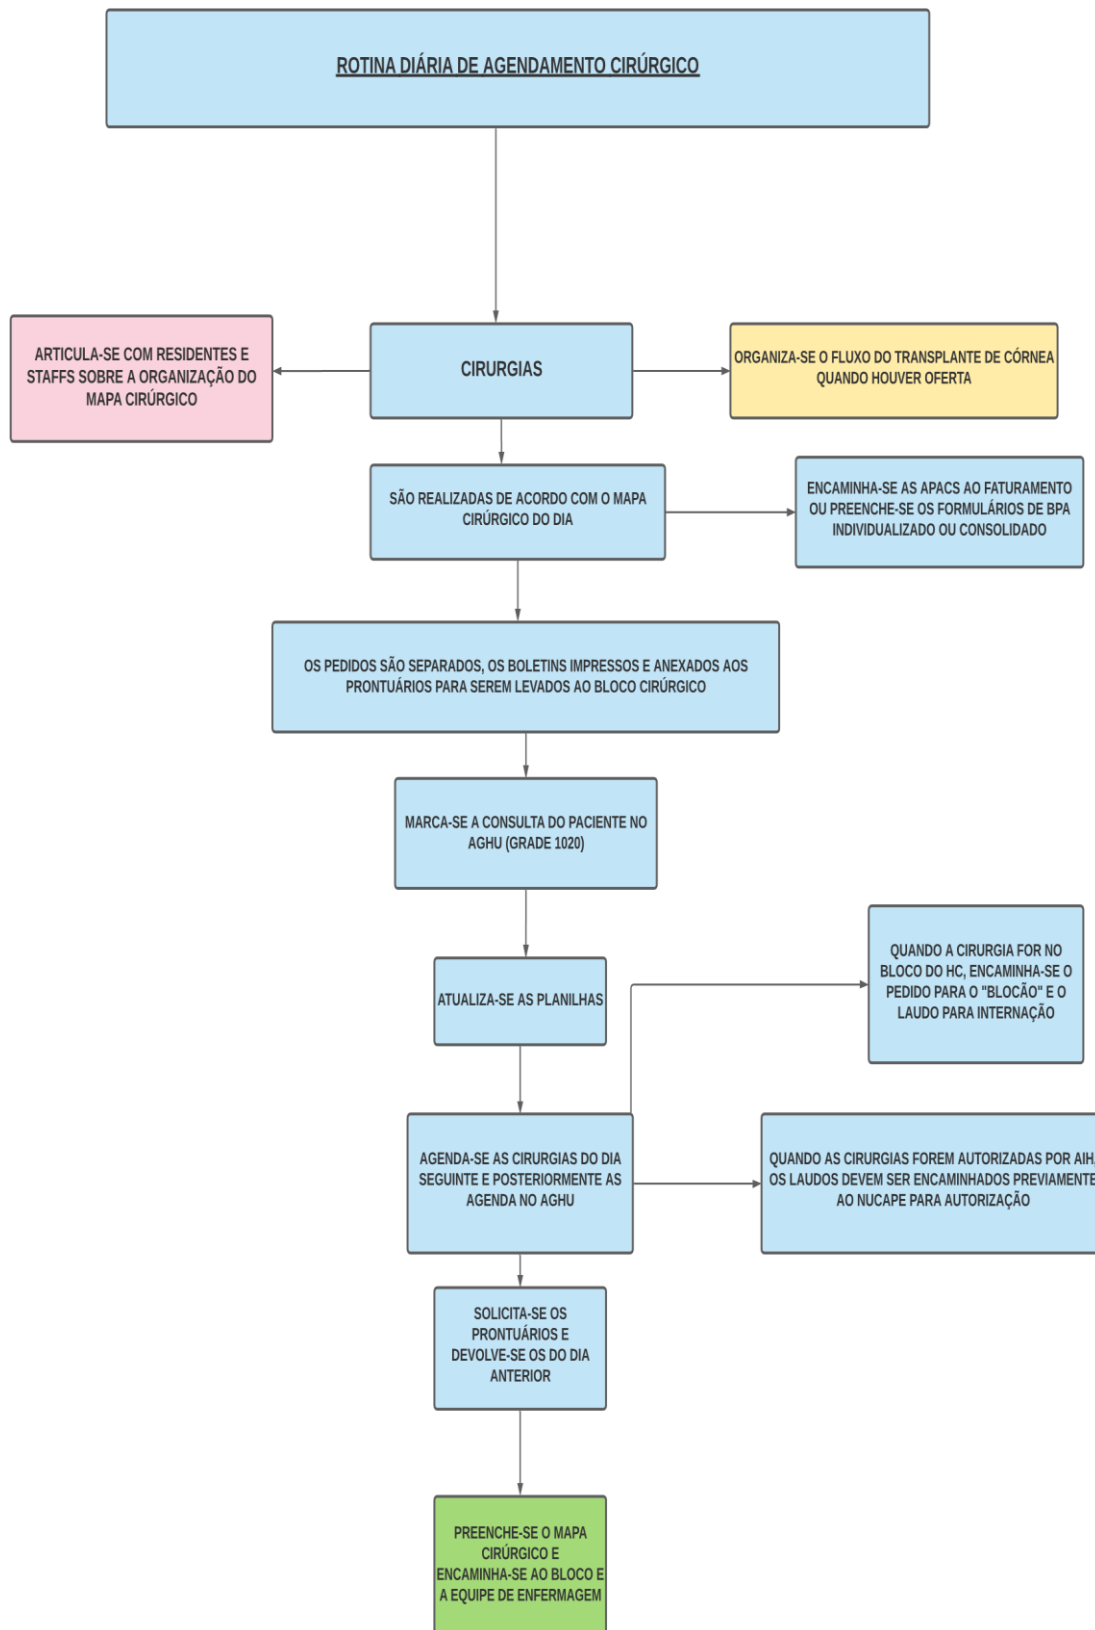 ROTINA DIÁRIA DE AGENDAMENTO CIRÚRGICO
ARTICULA-SE COM RESIDENTES E
STAFFS SOBRE A ORGANIZAÇÃO DO
MAPA CIRÚRGICO
CIRURGIAS
ORGANIZA-SE O FLUXO DO TRANSPLANTE DE CÓRNEA
QUANDO HOUVER OFERTA
SÃO REALIZADAS DE ACORDO COM O MAPA
CIRÚRGICO DO DIA
ENCAMINHA-SE AS APACS AO FATURAMENTO
OU PREENCHE-SE OS FORMULÁRIOS DE BPA
INDIVIDUALIZADO OU CONSOLIDADO
OS PEDIDOS SÃO SEPARADOS, OS BOLETINS IMPRESSOS E ANEXADOS AOS
PRONTUÁRIOS PARA SEREM LEVADOS AO BLOCO CIRÚRGICO
MARCA-SE A CONSULTA DO PACIENTE NO
AGHU (GRADE 1020)
ATUALIZA-SE AS PLANILHAS
QUANDO A CIRURGIA FOR NO
BLOCO DO HC, ENCAMINHA-SE O
PEDIDO PARA O "BLOCÃO" E O
LAUDO PARA INTERNAÇÃO
AGENDA-SE AS CIRURGIAS DO DIA
SEGUINTE E POSTERIORMENTE AS
AGENDA NO AGHU
QUANDO AS CIRURGIAS FOREM AUTORIZADAS POR AIH,
OS LAUDOS DEVEM SER ENCAMINHADOS PREVIAMENTE
AO NUCAPE PARA AUTORIZAÇÃO
SOLICITA-SE OS
PRONTUÁRIOS E
DEVOLVE-SE OS DO DIA
ANTERIOR
PREENCHE-SE O MAPA
CIRÚRGICO E
ENCAMINHA-SE AO BLOCO E
A EQUIPE DE ENFERMAGEM